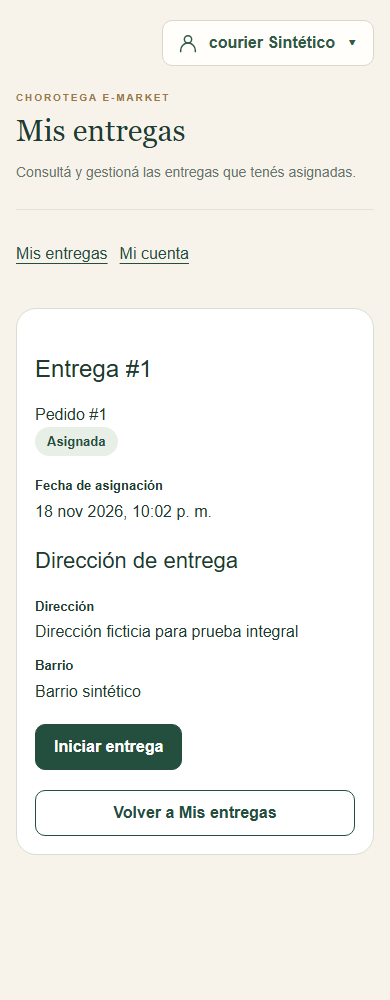 courier Sintético ▼
CHOROTEGA E-MARKET
Mis entregas
Consultá y gestioná las entregas que tenés asignadas.
Mis entregas Mi cuenta
Entrega #1
Pedido #1
Asignada
Fecha de asignación
18 nov 2026, 10:02 p. m.
Dirección de entrega
Dirección
Dirección ficticia para prueba integral
Barrio
Barrio sintético
Iniciar entrega
Volver a Mis entregas